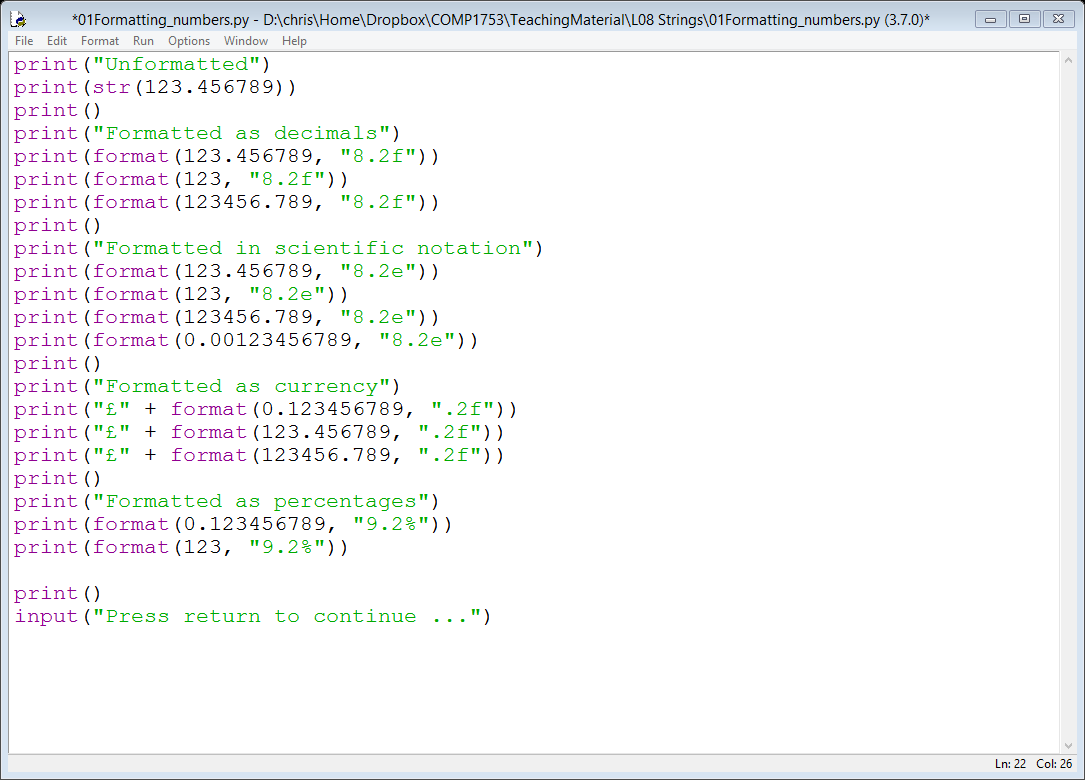 *01Formatting_numbers.py - D:\chris\Home\Dropbox\COMP1753\TeachingMaterial\L08 Strings\01Formatting_numbers.py (3.7.0)*
File Edit Format Run Options Window Help
print("Unformatted")
print(str(123.456789))
print()
print("Formatted as decimals")
print(format(123.456789, "8.2f"))
print(format(123, "8.2f"))
print(format(123456.789, "8.2f"))
print()
print("Formatted in scientific notation")
print(format(123.456789, "8.2e"))
print(format(123, "8.2e"))
print(format(123456.789, "8.2e"))
print(format(0.00123456789, "8.2e"))
print()
print("Formatted as currency")
print("£" + format(0.123456789, ".2f"))
print("£" + format(123.456789, ".2f"))
print("£" + format(123456.789, ".2f"))
print()
print("Formatted as percentages")
print(format(0.123456789, "9.2%"))
print(format(123, "9.2%"))
print()
input("Press return to continue ...")
Ln: 22 Col: 26